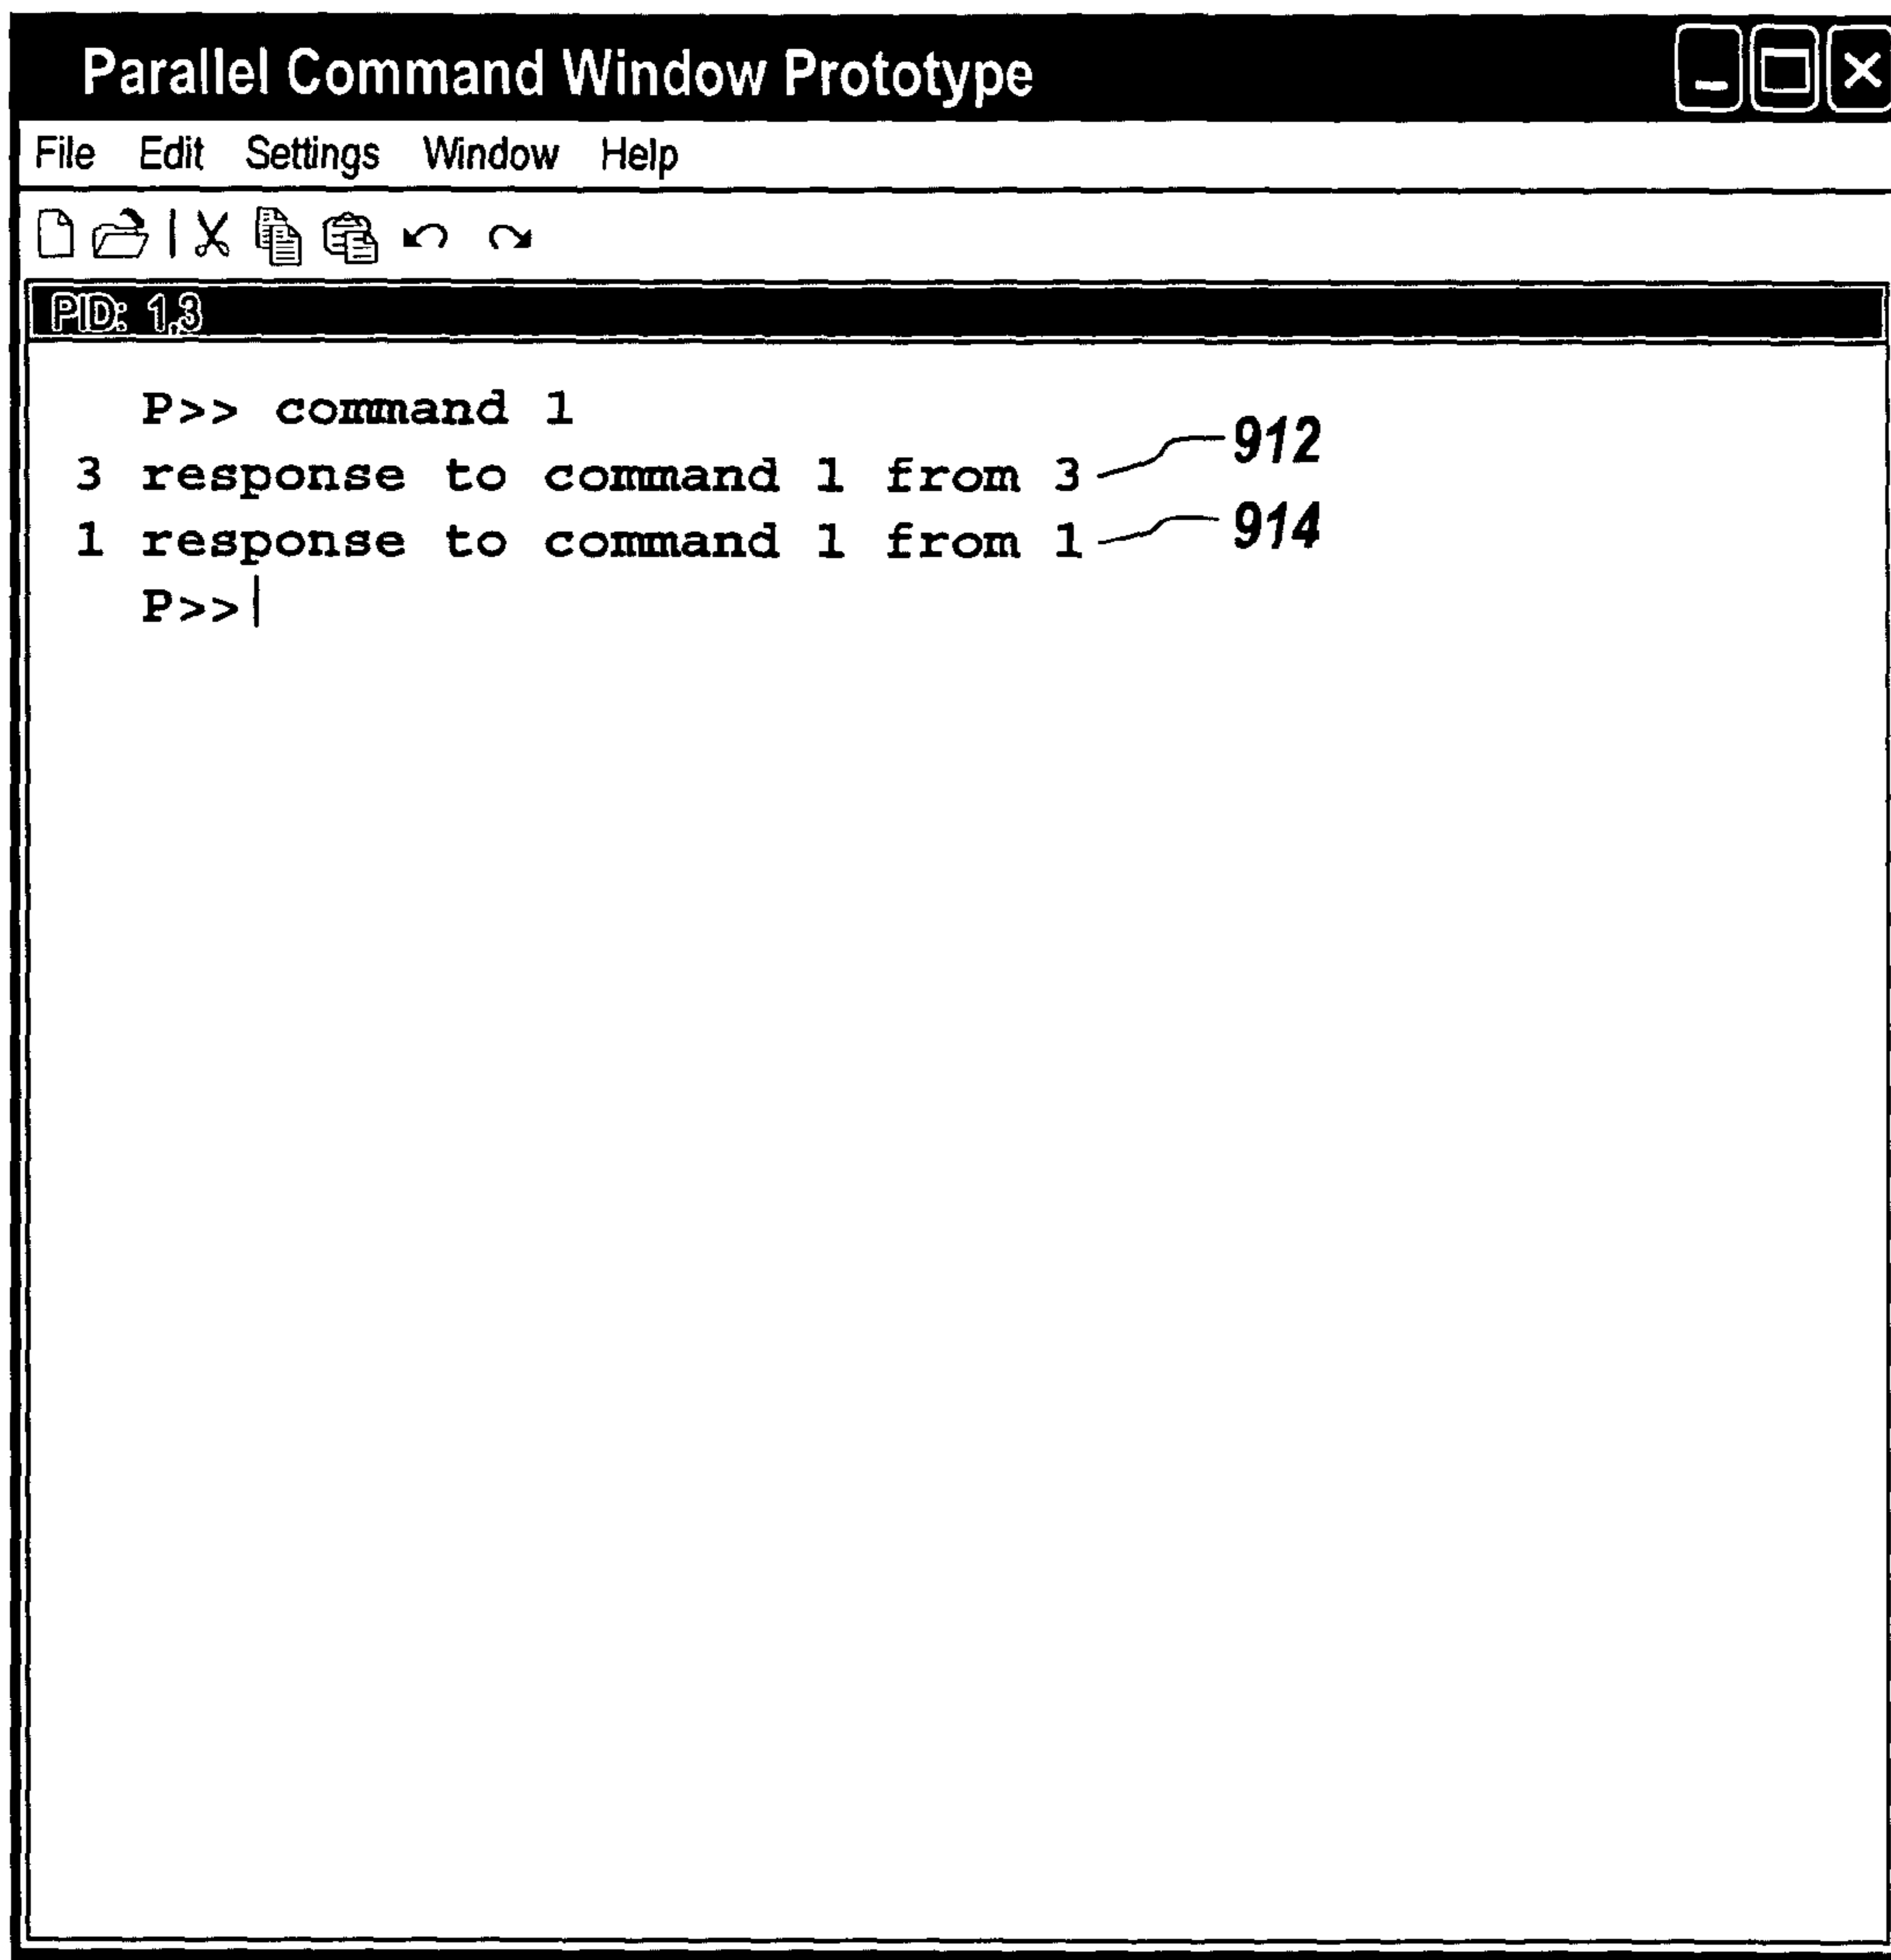 Parallel Command Window Prototype
File Edit Settings Window Help
PID: 1,3
P>> command 1
3 response to command 1 from 3 912
1 response to command 1 from 1 914
P>>